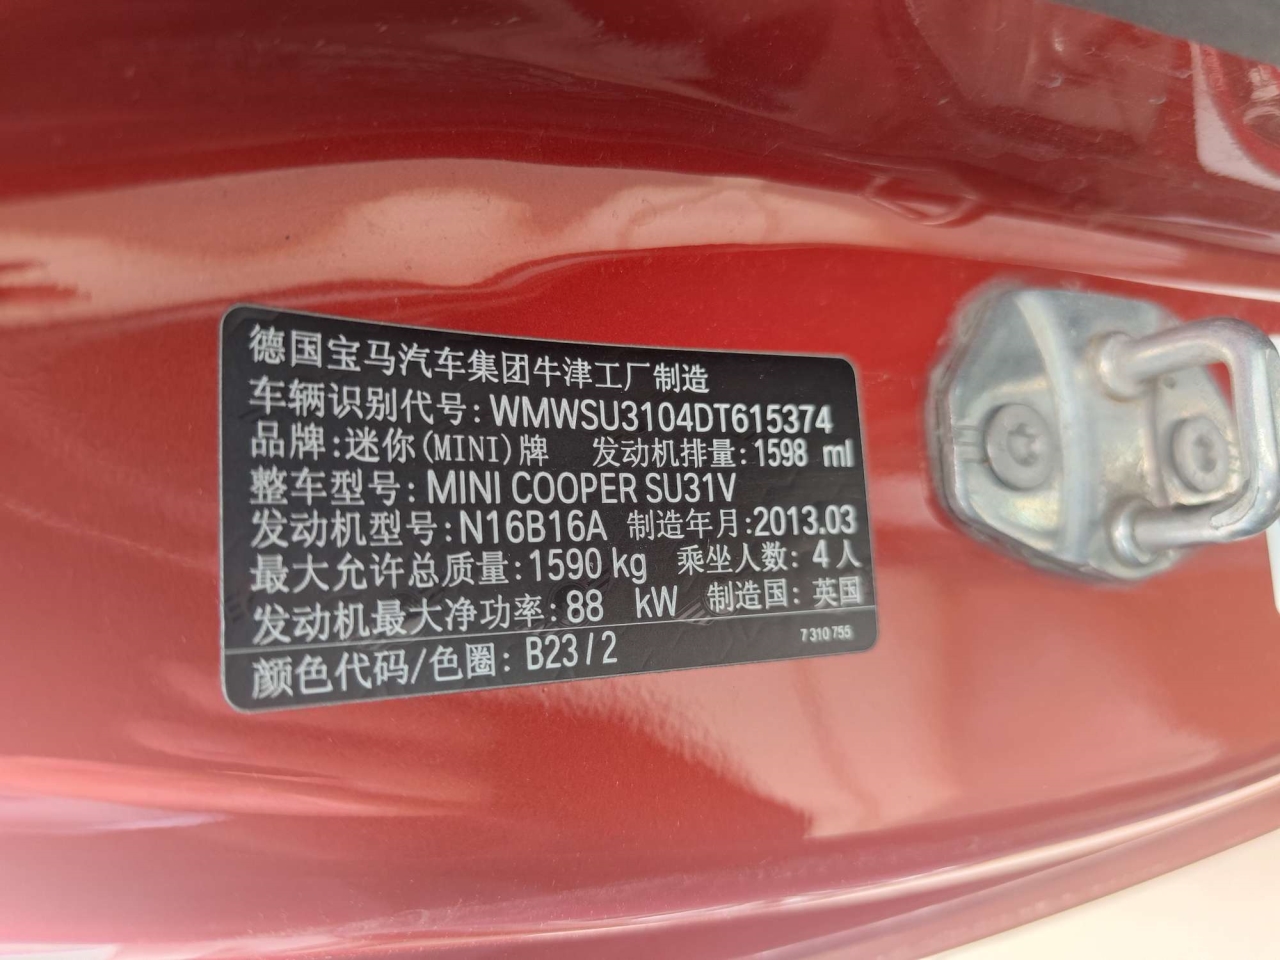 德国宝马汽车集团牛津工厂制造
车辆识别代号:WMWSU3104DT615374
品牌:迷你(MINI)牌 发动机排量:1598 ml
整车型号:MINI COOPER SU31V
发动机型号:N16B16A 制造年月:2013.03
最大允许总质量:1590 kg 乘坐人数: 4人
发动机最大净功率:88 kW 制造国: 英国
7 310 755
颜色代码/色圈: B23/2